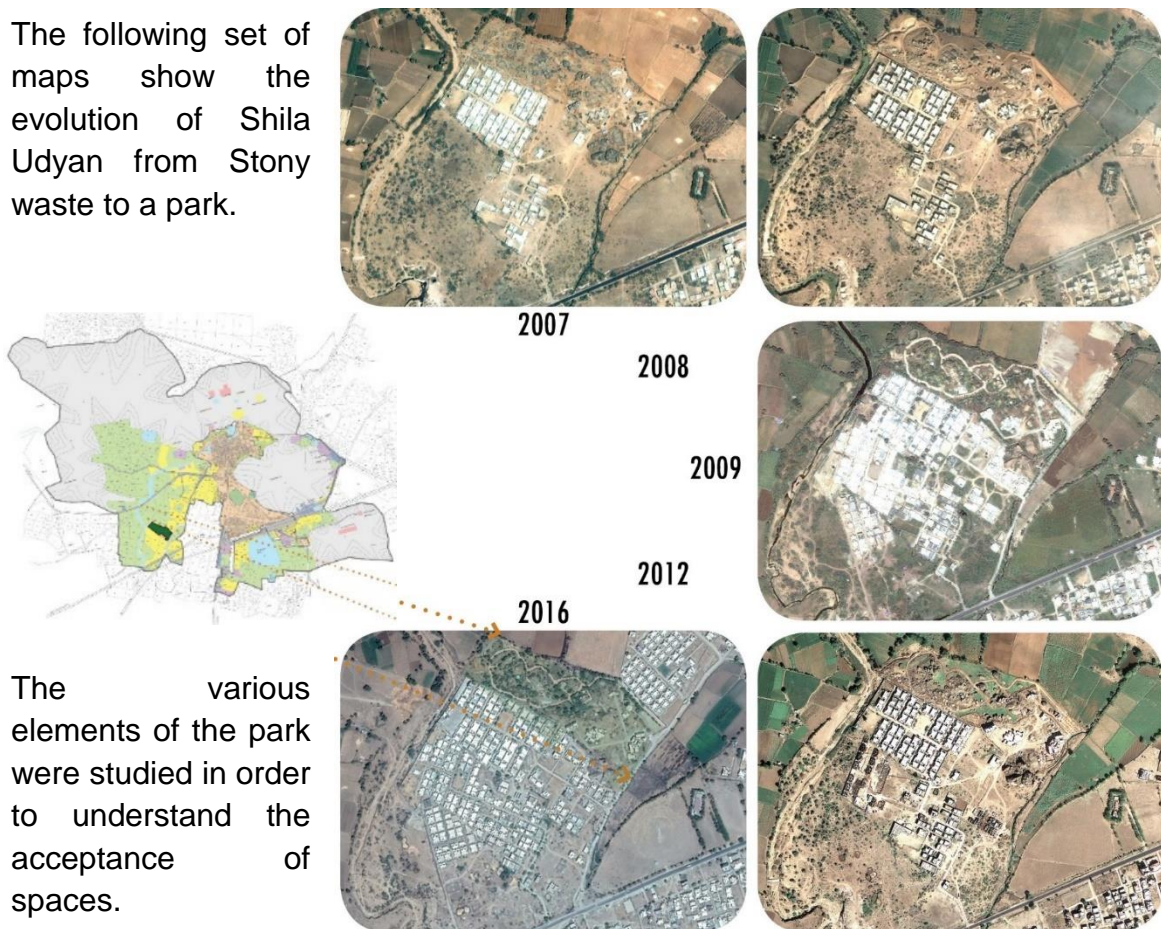 The following set of
maps show the
evolution of Shila
Udyan from Stony
waste to a park.
2007
2008
2009
2012
2016
The various
elements of the park
were studied in order
to understand the
acceptance of
spaces.